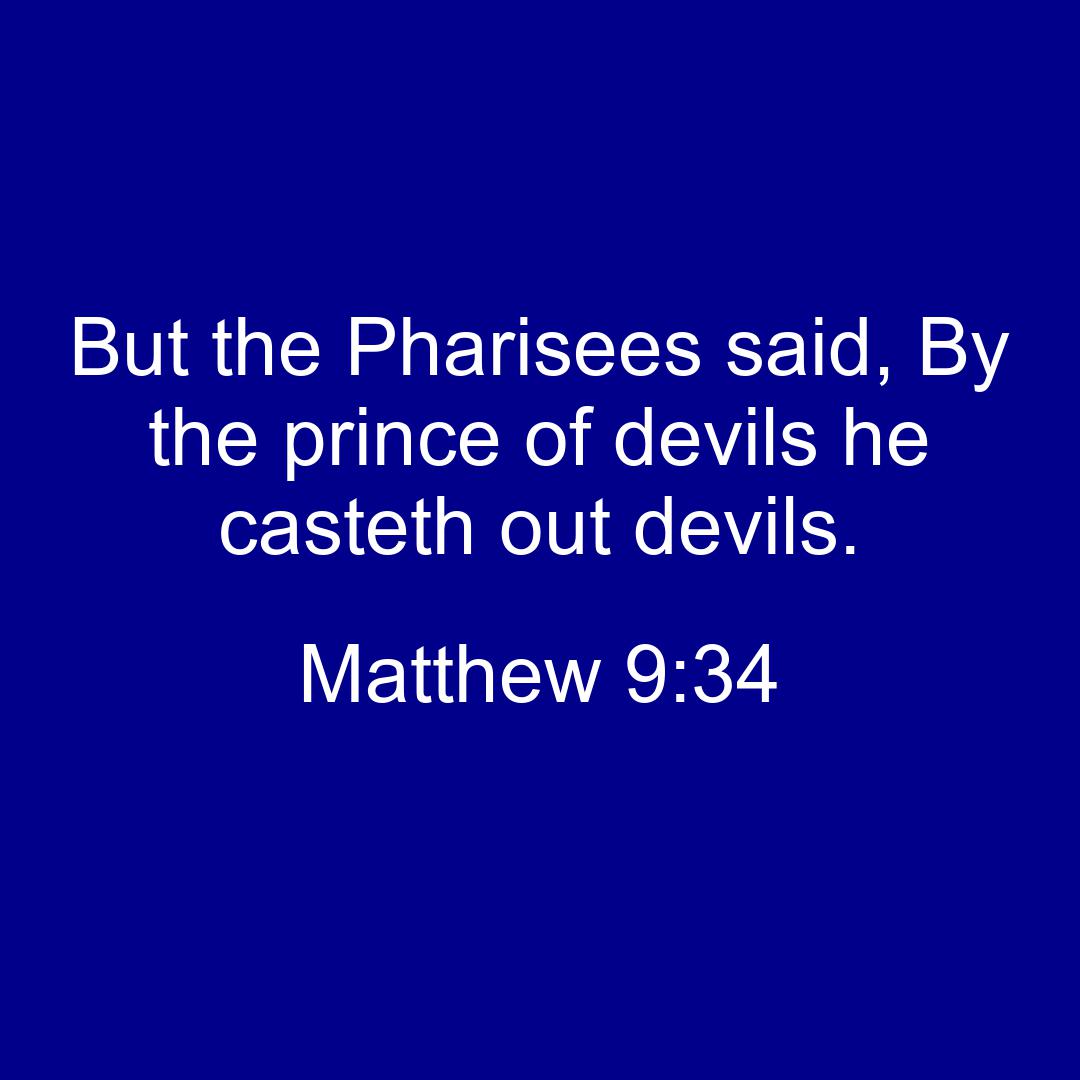 But the Pharisees said, By
the prince of devils he
casteth out devils.
Matthew 9:34